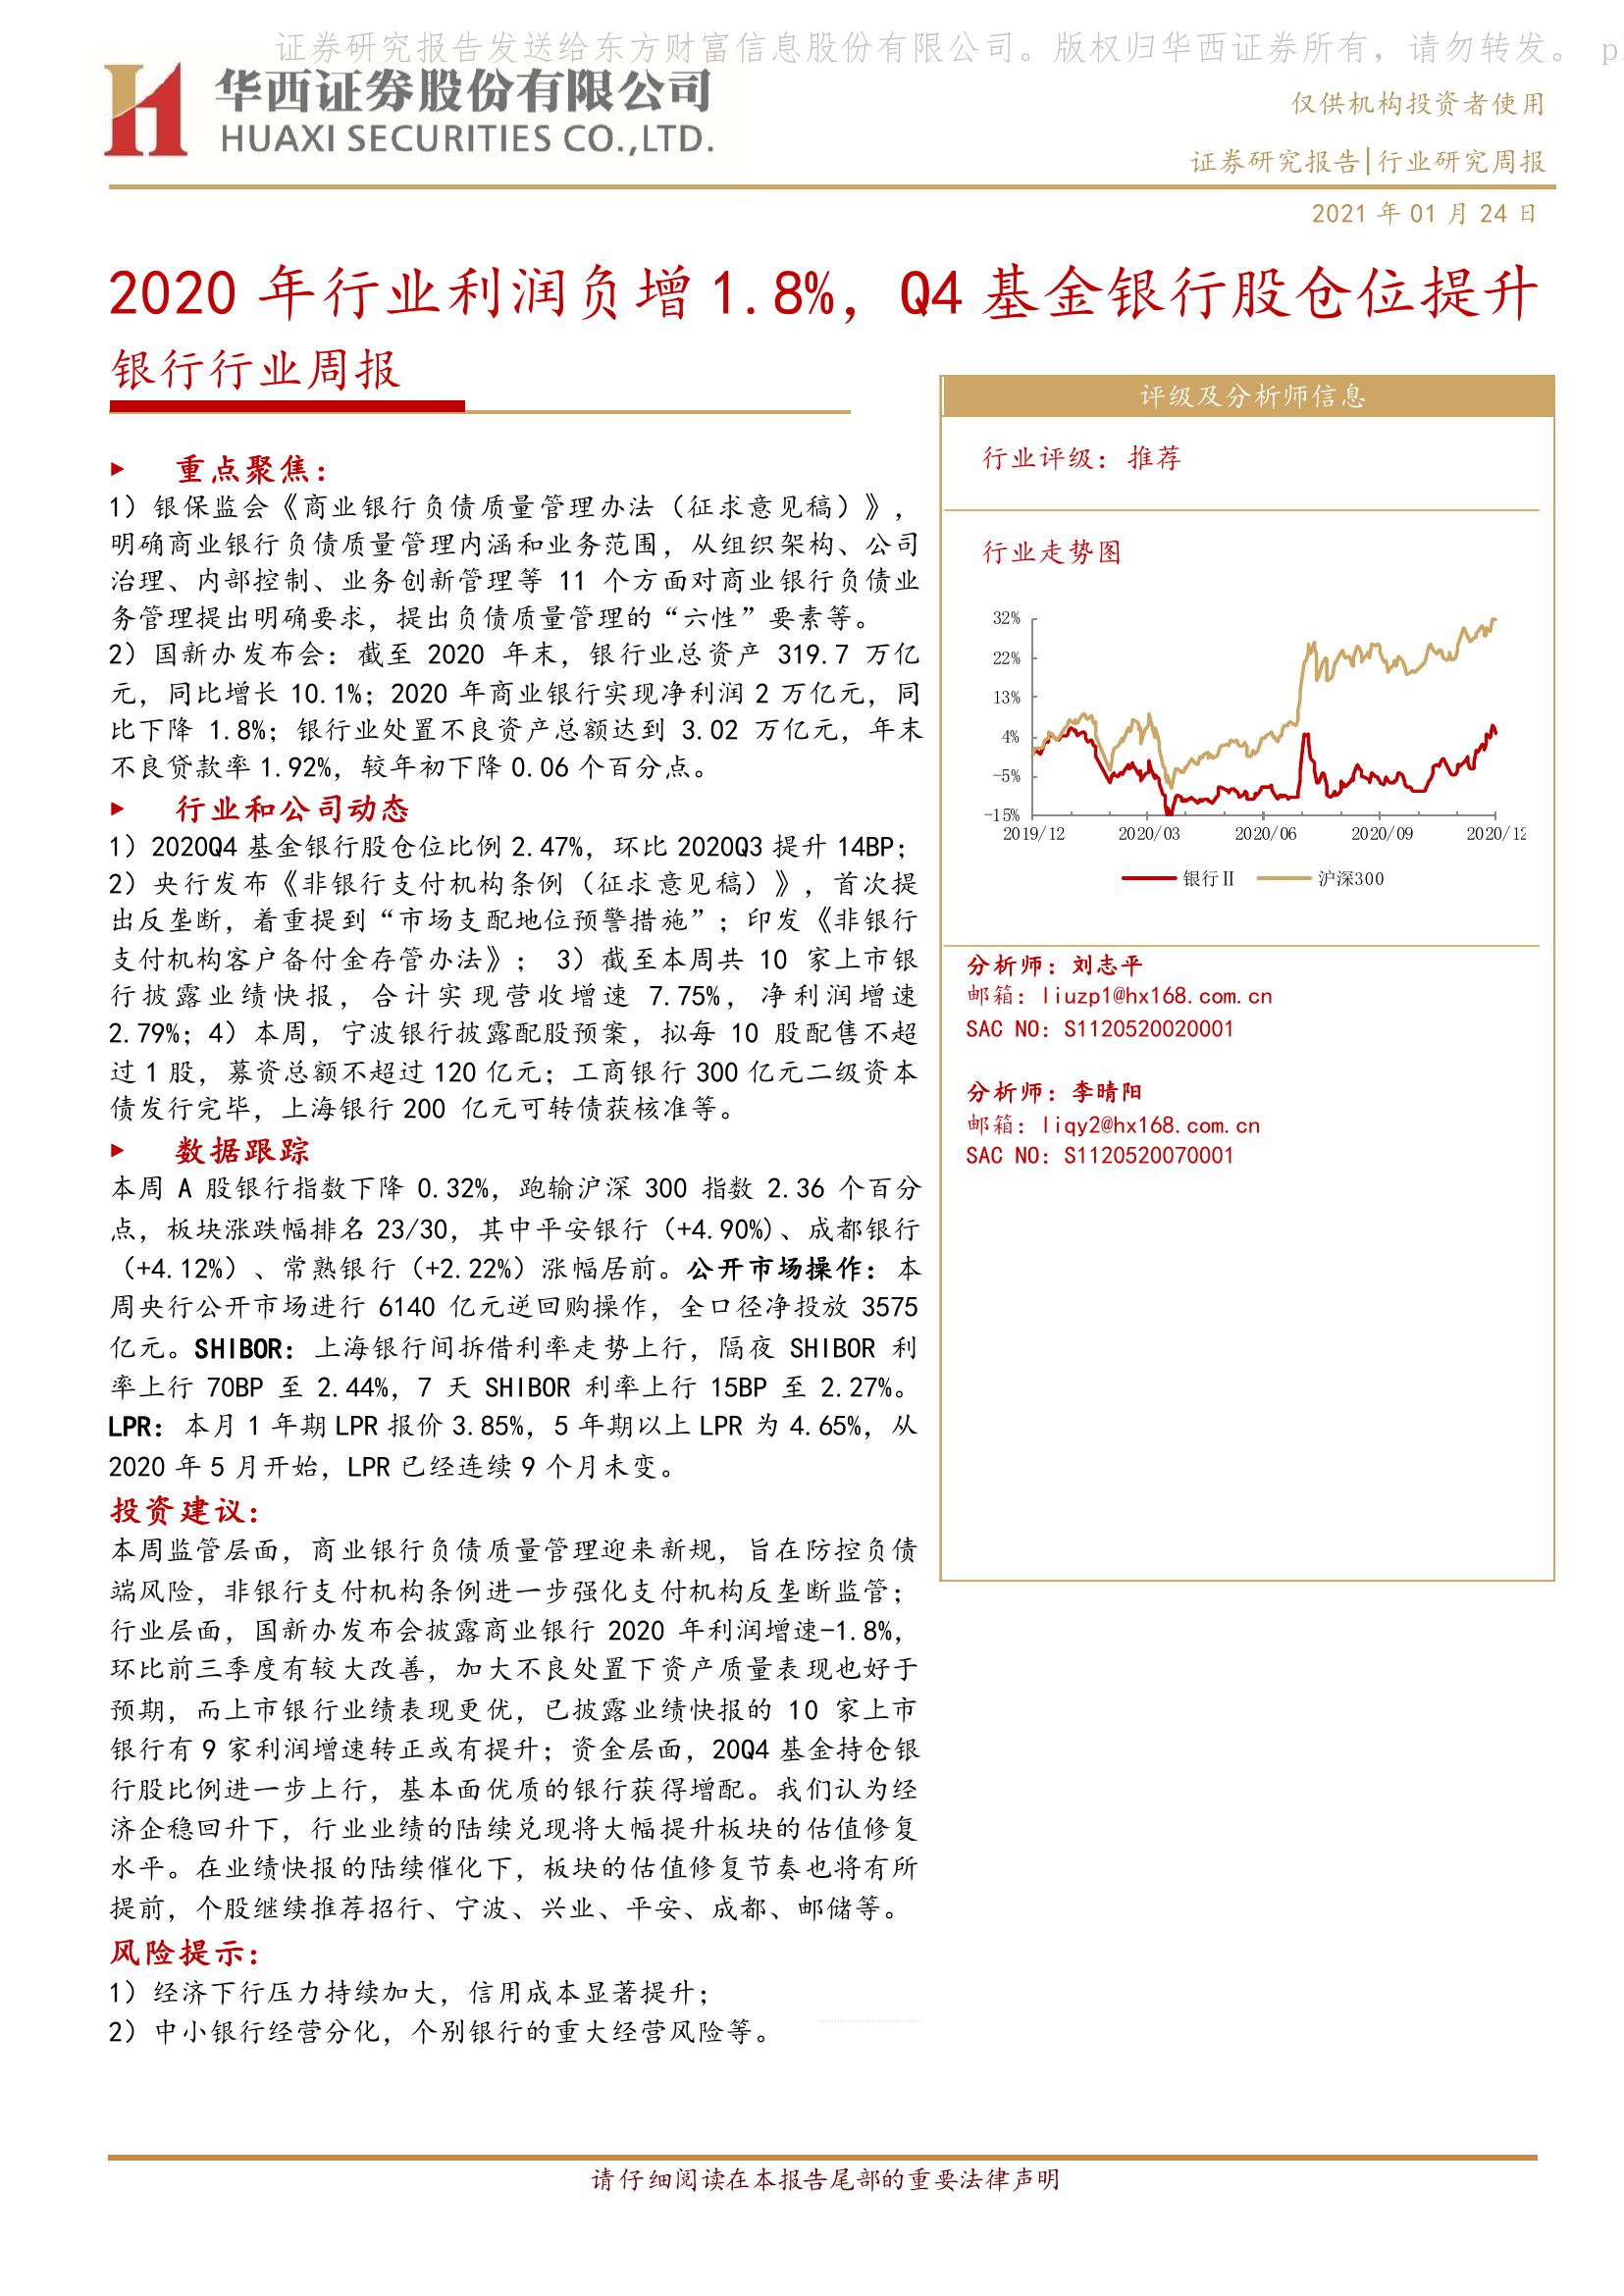 证券研究报告发送给东方财富信息股份有限公司。版权归华西证券所有，请勿转发。 p
华西证券股份有限公司
HUAXI SECURITIES CO.,LTD.
仅供机构投资者使用
证券研究报告|行业研究周报
2021 年 01 月 24 日
2020 年行业利润负增 1.8%，Q4 基金银行股仓位提升
银行行业周报
重点聚焦：
1）银保监会《商业银行负债质量管理办法（征求意见稿）》，
明确商业银行负债质量管理内涵和业务范围，从组织架构、公司
治理、内部控制、业务创新管理等 11 个方面对商业银行负债业
务管理提出明确要求，提出负债质量管理的“六性”要素等。
2）国新办发布会：截至 2020 年末，银行业总资产 319.7 万亿
元，同比增长 10.1%；2020 年商业银行实现净利润 2 万亿元，同
比下降 1.8%；银行业处置不良资产总额达到 3.02 万亿元，年末
不良贷款率 1.92%，较年初下降 0.06 个百分点。
行业和公司动态
1）2020Q4 基金银行股仓位比例 2.47%，环比 2020Q3 提升 14BP；
2）央行发布《非银行支付机构条例（征求意见稿）》，首次提
出反垄断，着重提到“市场支配地位预警措施”；印发《非银行
支付机构客户备付金存管办法》； 3）截至本周共 10 家上市银
行披露业绩快报，合计实现营收增速 7.75%，净利润增速
2.79%；4）本周，宁波银行披露配股预案，拟每 10 股配售不超
过 1 股，募资总额不超过 120 亿元；工商银行 300 亿元二级资本
债发行完毕，上海银行 200 亿元可转债获核准等。
数据跟踪
本周 A 股银行指数下降 0.32%，跑输沪深 300 指数 2.36 个百分
点，板块涨跌幅排名 23/30，其中平安银行（+4.90%）、成都银行
（+4.12%）、常熟银行（+2.22%）涨幅居前。公开市场操作：本
周央行公开市场进行 6140 亿元逆回购操作，全口径净投放 3575
亿元。SHIBOR：上海银行间拆借利率走势上行，隔夜 SHIBOR 利
率上行 70BP 至 2.44%，7 天 SHIBOR 利率上行 15BP 至 2.27%。
LPR：本月 1 年期 LPR 报价 3.85%，5 年期以上 LPR 为 4.65%，从
2020 年 5 月开始，LPR 已经连续 9 个月未变。
投资建议：
本周监管层面，商业银行负债质量管理迎来新规，旨在防控负债
端风险，非银行支付机构条例进一步强化支付机构反垄断监管；
行业层面，国新办发布会披露商业银行 2020 年利润增速-1.8%，
环比前三季度有较大改善，加大不良处置下资产质量表现也好于
预期，而上市银行业绩表现更优，已披露业绩快报的 10 家上市
银行有 9 家利润增速转正或有提升；资金层面，20Q4 基金持仓银
行股比例进一步上行，基本面优质的银行获得增配。我们认为经
济企稳回升下，行业业绩的陆续兑现将大幅提升板块的估值修复
水平。在业绩快报的陆续催化下，板块的估值修复节奏也将有所
提前，个股继续推荐招行、宁波、兴业、平安、成都、邮储等。
风险提示：
1）经济下行压力持续加大，信用成本显著提升；
2）中小银行经营分化，个别银行的重大经营风险等。
评级及分析师信息
行业评级：推荐
行业走势图
32%
22%
13%
4%
-5%
-15%
2019/12 2020/03 2020/06 2020/09 2020/12
银行Ⅱ 沪深300
分析师：刘志平
邮箱：liuzp1@hx168.com.cn
SAC NO：S1120520020001
分析师：李晴阳
邮箱：liqy2@hx168.com.cn
SAC NO：S1120520070001
请仔细阅读在本报告尾部的重要法律声明